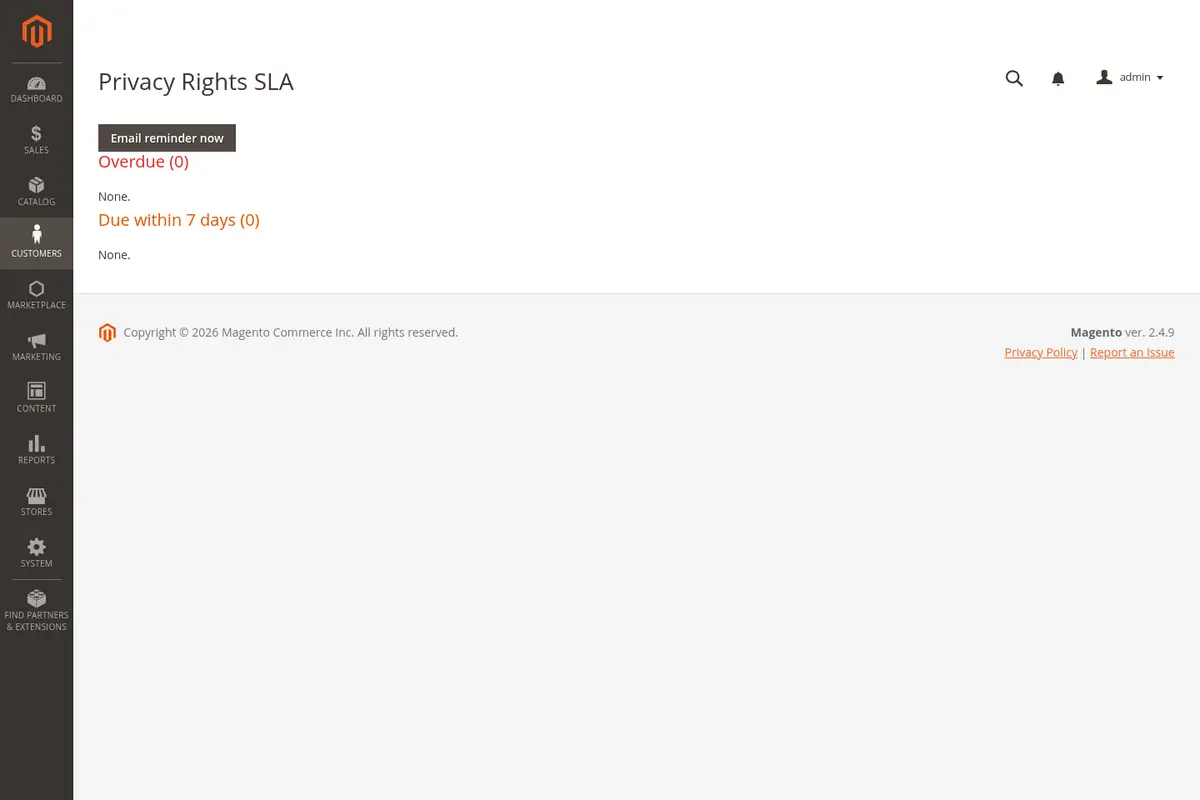 DASHBOARD
SALES
CATALOG
CUSTOMERS
MARKETPLACE
MARKETING
CONTENT
REPORTS
STORES
SYSTEM
FIND PARTNERS
& EXTENSIONS
Privacy Rights SLA
admin
Email reminder now
Overdue (0)
None.
Due within 7 days (0)
None.
Copyright © 2026 Magento Commerce Inc. All rights reserved.
Magento ver. 2.4.9
Privacy Policy | Report an Issue